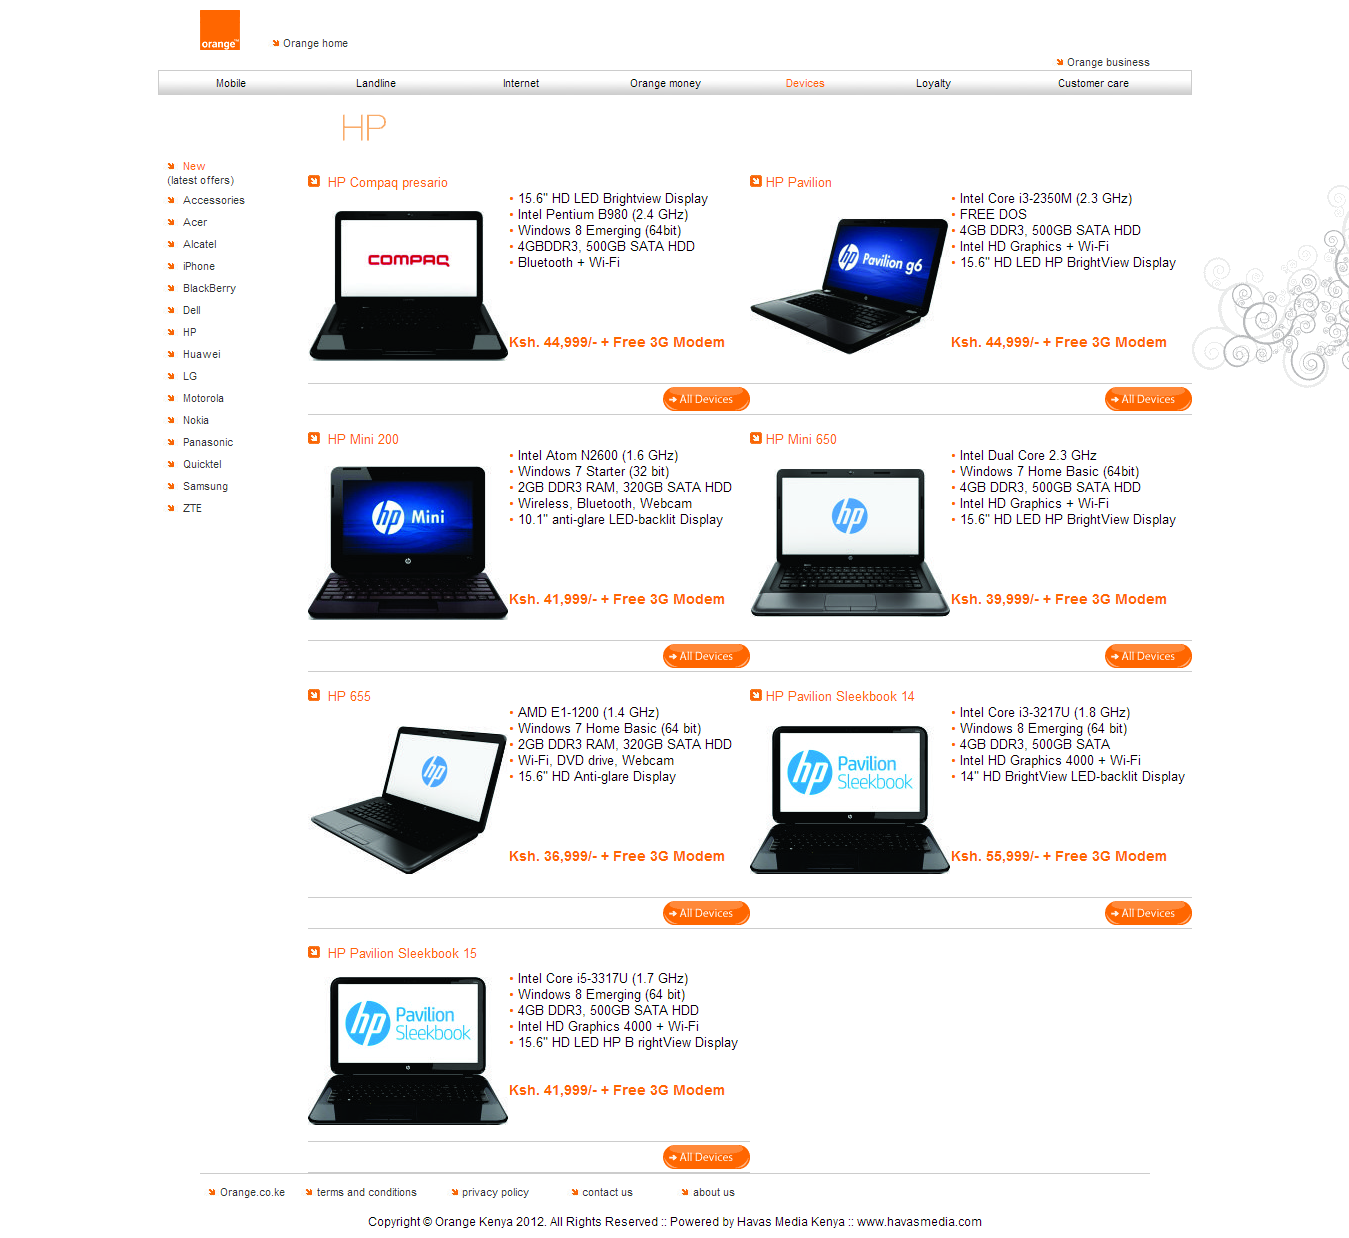 orange™
Orange home
Orange business
Mobile Landline Internet Orange money Devices Loyalty Customer care
HP
New
(latest offers)
Accessories
Acer
Alcatel
iPhone
BlackBerry
Dell
HP
Huawei
LG
Motorola
Nokia
Panasonic
Quicktel
Samsung
ZTE
HP Compaq presario
COMPAQ
15.6" HD LED Brightview Display
Intel Pentium B980 (2.4 GHz)
Windows 8 Emerging (64bit)
4GBDDR3, 500GB SATA HDD
Bluetooth + Wi-Fi
Ksh. 44,999/- + Free 3G Modem
All Devices
HP Pavilion
hp Pavilion g6
Intel Core i3-2350M (2.3 GHz)
FREE DOS
4GB DDR3, 500GB SATA HDD
Intel HD Graphics + Wi-Fi
15.6" HD LED HP BrightView Display
Ksh. 44,999/- + Free 3G Modem
All Devices
HP Mini 200
hp Mini
Intel Atom N2600 (1.6 GHz)
Windows 7 Starter (32 bit)
2GB DDR3 RAM, 320GB SATA HDD
Wireless, Bluetooth, Webcam
10.1" anti-glare LED-backlit Display
Ksh. 41,999/- + Free 3G Modem
All Devices
HP Mini 650
hp
Intel Dual Core 2.3 GHz
Windows 7 Home Basic (64bit)
4GB DDR3, 500GB SATA HDD
Intel HD Graphics + Wi-Fi
15.6" HD LED HP BrightView Display
Ksh. 39,999/- + Free 3G Modem
All Devices
HP 655
hp
AMD E1-1200 (1.4 GHz)
Windows 7 Home Basic (64 bit)
2GB DDR3 RAM, 320GB SATA HDD
Wi-Fi, DVD drive, Webcam
15.6" HD Anti-glare Display
Ksh. 36,999/- + Free 3G Modem
All Devices
HP Pavilion Sleekbook 14
hp Pavilion
Sleekbook
Intel Core i3-3217U (1.8 GHz)
Windows 8 Emerging (64 bit)
4GB DDR3, 500GB SATA
Intel HD Graphics 4000 + Wi-Fi
14" HD BrightView LED-backlit Display
Ksh. 55,999/- + Free 3G Modem
All Devices
HP Pavilion Sleekbook 15
hp Pavilion
Sleekbook
Intel Core i5-3317U (1.7 GHz)
Windows 8 Emerging (64 bit)
4GB DDR3, 500GB SATA HDD
Intel HD Graphics 4000 + Wi-Fi
15.6" HD LED HP B rightView Display
Ksh. 41,999/- + Free 3G Modem
All Devices
Orange.co.ke terms and conditions privacy policy contact us about us
Copyright © Orange Kenya 2012. All Rights Reserved :: Powered by Havas Media Kenya :: www.havasmedia.com